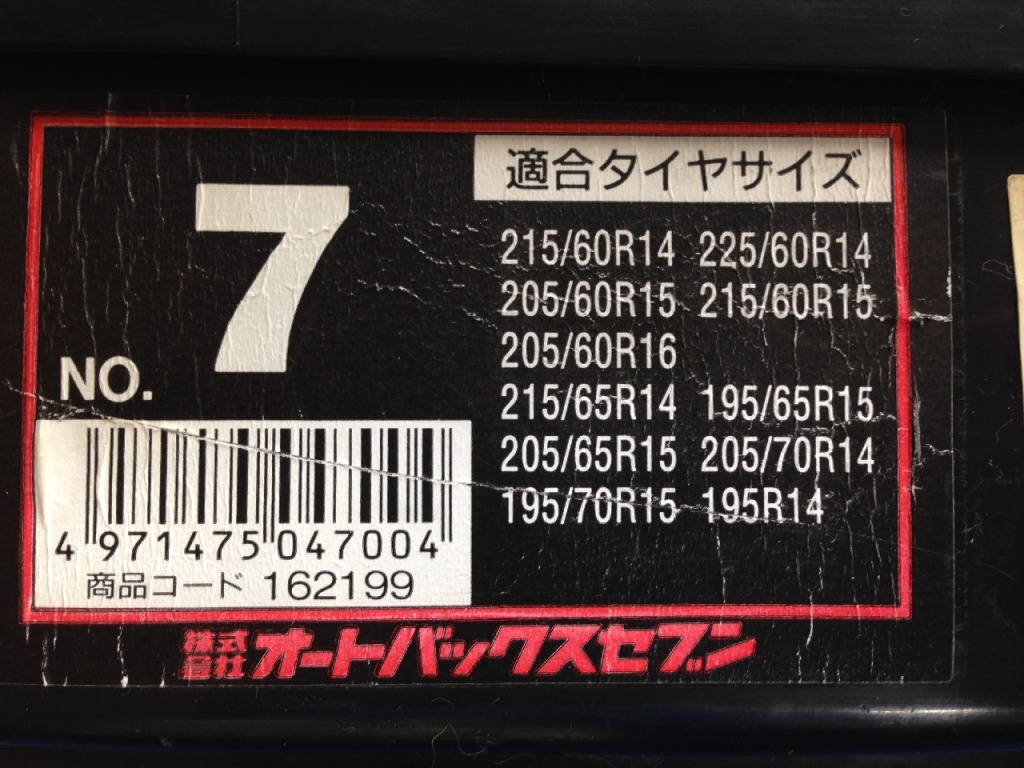 NO. 7
適合タイヤサイズ
215/60R14 225/60R14
205/60R15 215/60R15
205/60R16
215/65R14 195/65R15
205/65R15 205/70R14
195/70R15 195R14
4 971475 047004
商品コード 162199
株式会社 オートバックスセブン